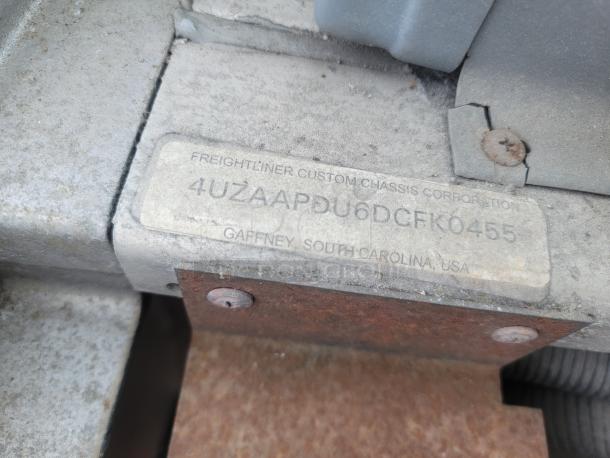 FREIGHTLINER CUSTOM CHASSIS CORPORATION
4UZAAPDU6DCFK0455
GAFFNEY, SOUTH CAROLINA, USA